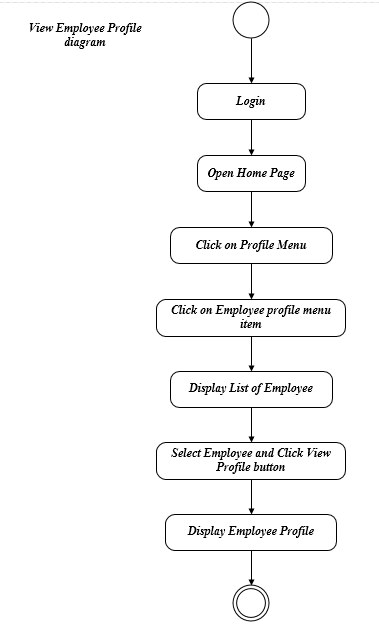 View Employee Profile
diagram
Login
Open Home Page
Click on Profile Menu
Click on Employee profile menu
item
Display List of Employee
Select Employee and Click View
Profile button
Display Employee Profile